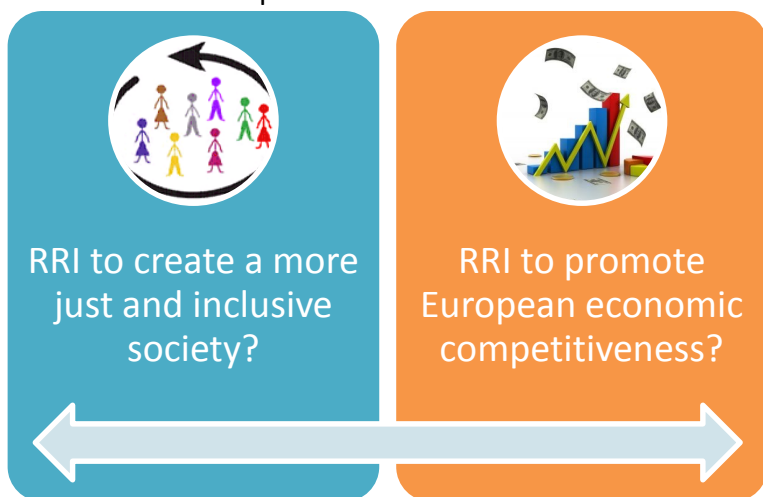 RRI to create a more
just and inclusive
society?
RRI to promote
European economic
competitiveness?